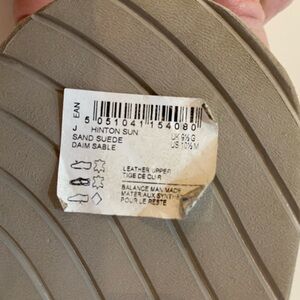 EAN
5 051041 154080
J HINTON SUN UK 9½ G
SAND SUEDE US 10½ M
DAIM SABLE
LEATHER UPPER
TIGE DE CUIR
BALANCE MAN MADE
MATERIAUX SYNTHE
POUR LE RESTE